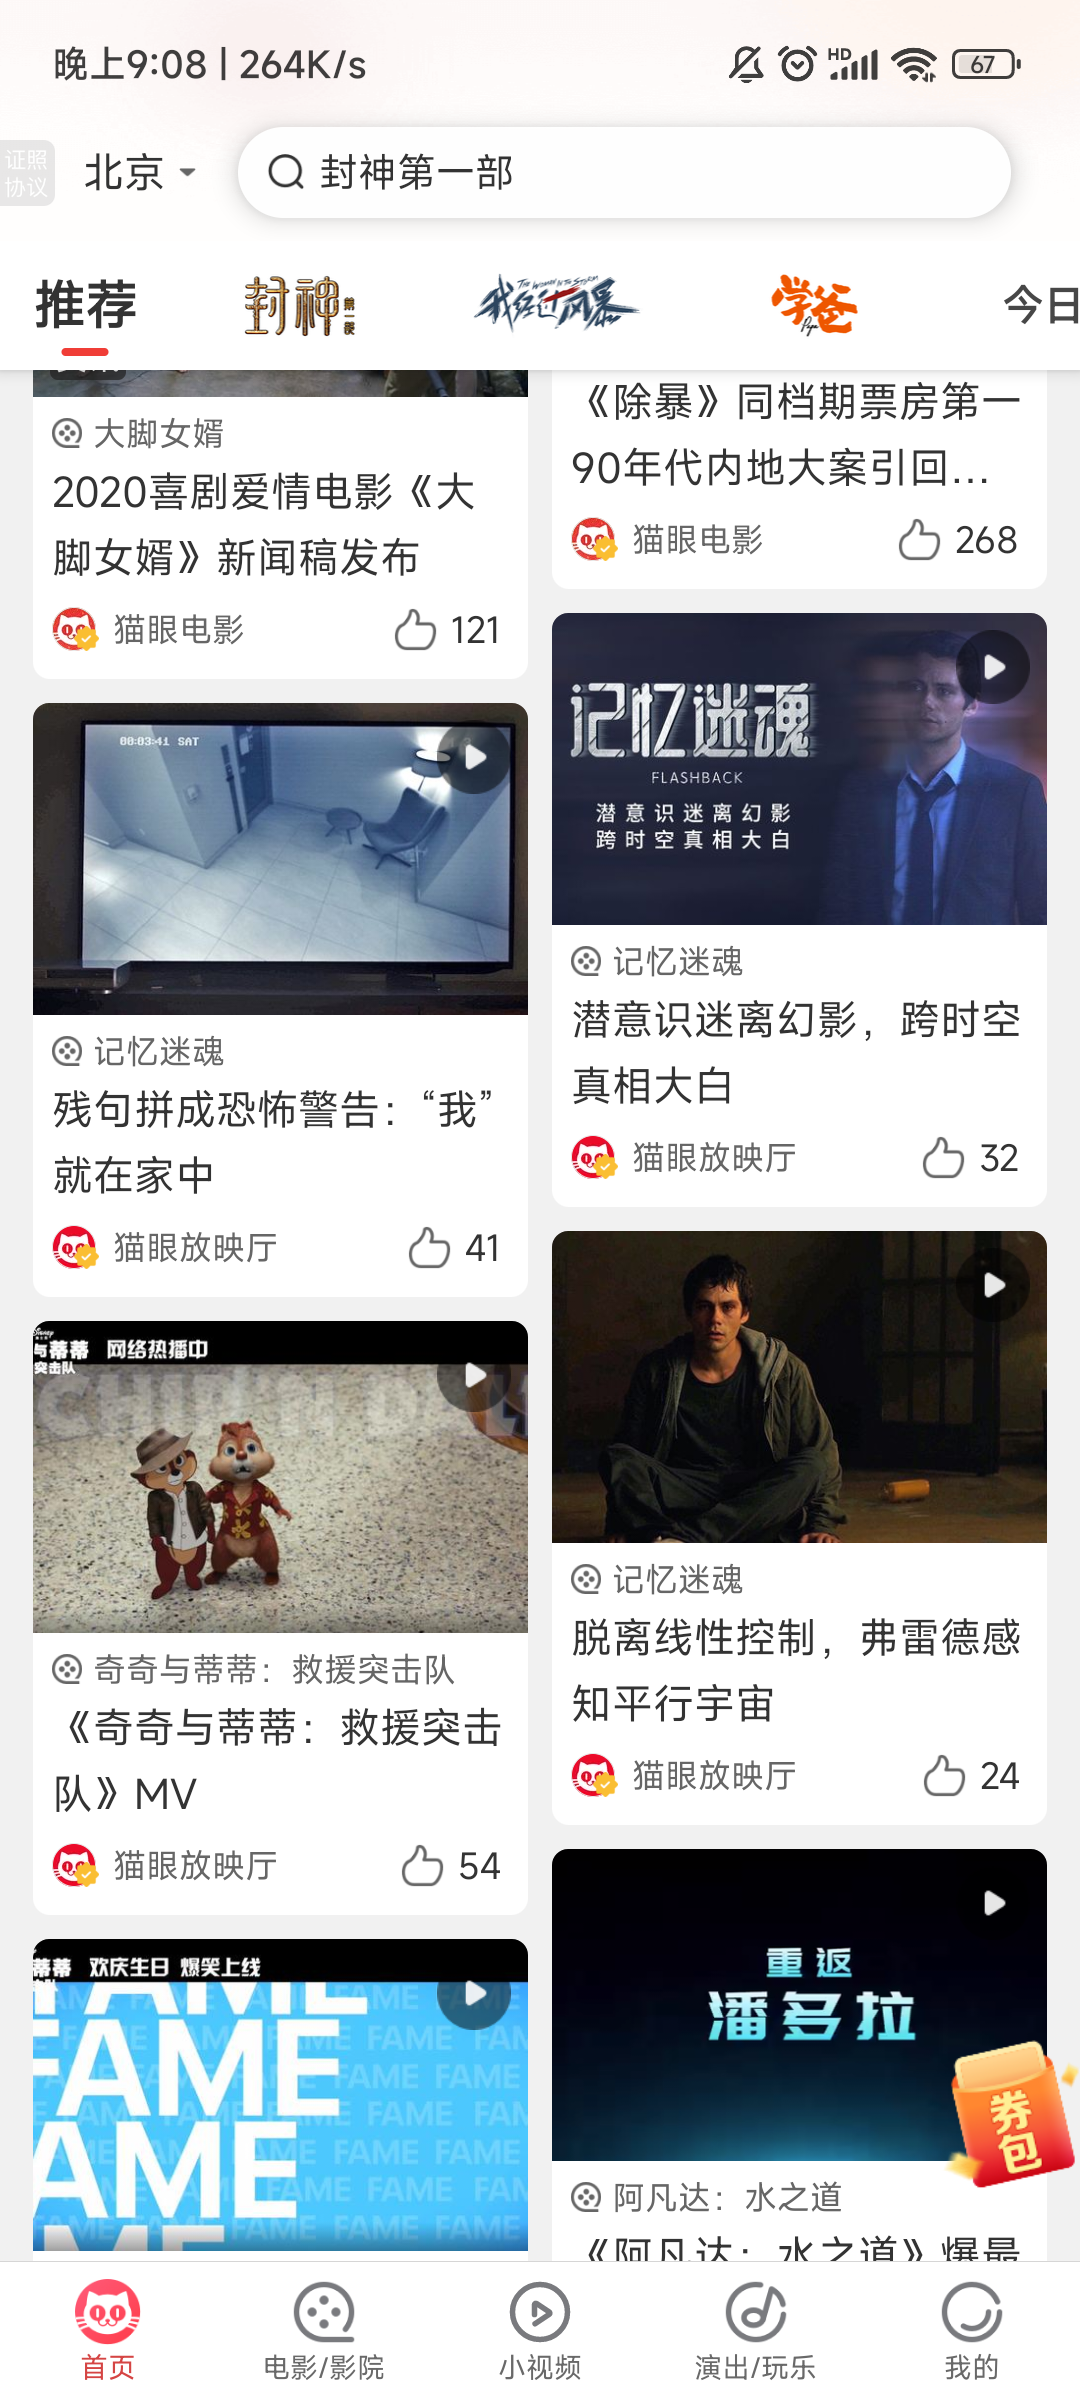 晚上9:08 | 264K/s
HD
67
证照
协议
北京
封神第一部
推荐
封神
第一部
我经过风暴
学爸
Papa
今日
大脚女婿
2020喜剧爱情电影《大
脚女婿》新闻稿发布
猫眼电影
121
《除暴》同档期票房第一
90年代内地大案引回...
猫眼电影
268
00:03:41 SAT
记忆迷魂
残句拼成恐怖警告：“我”
就在家中
猫眼放映厅
41
记忆迷魂
FLASHBACK
潜意识迷离幻影
跨时空真相大白
记忆迷魂
潜意识迷离幻影，跨时空
真相大白
猫眼放映厅
32
与蒂蒂 网络热播中
突击队
奇奇与蒂蒂：救援突击队
《奇奇与蒂蒂：救援突击
队》MV
猫眼放映厅
54
记忆迷魂
脱离线性控制，弗雷德感
知平行宇宙
猫眼放映厅
24
蒂蒂 欢庆生日 爆笑上线
FAME
FAME
AME
重返
潘多拉
券
包
阿凡达：水之道
《阿凡达：水之道》爆最
首页
电影/影院
小视频
演出/玩乐
我的